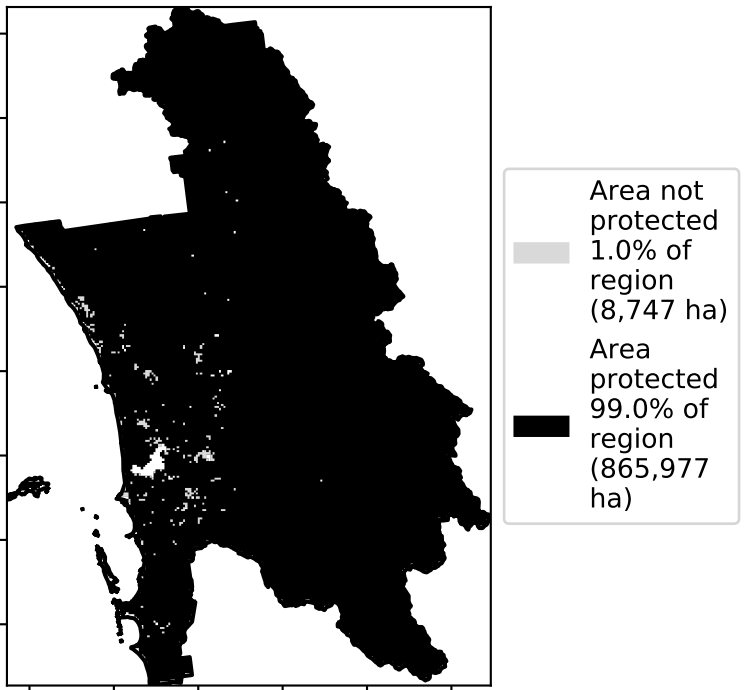 Area not
protected
1.0% of
region
(8,747 ha)
Area
protected
99.0% of
region
(865,977
ha)